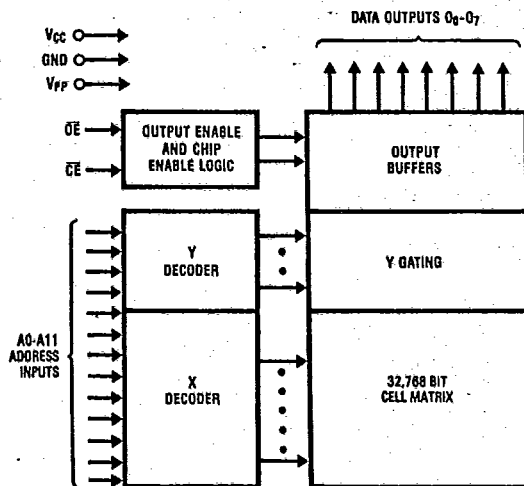 DATA OUTPUTS O0-O7
VCC
GND
VPP
OE
CE
OUTPUT ENABLE
AND CHIP
ENABLE LOGIC
OUTPUT
BUFFERS
Y
DECODER
Y GATING
A0-A11
ADDRESS
INPUTS
X
DECODER
32,768 BIT
CELL MATRIX